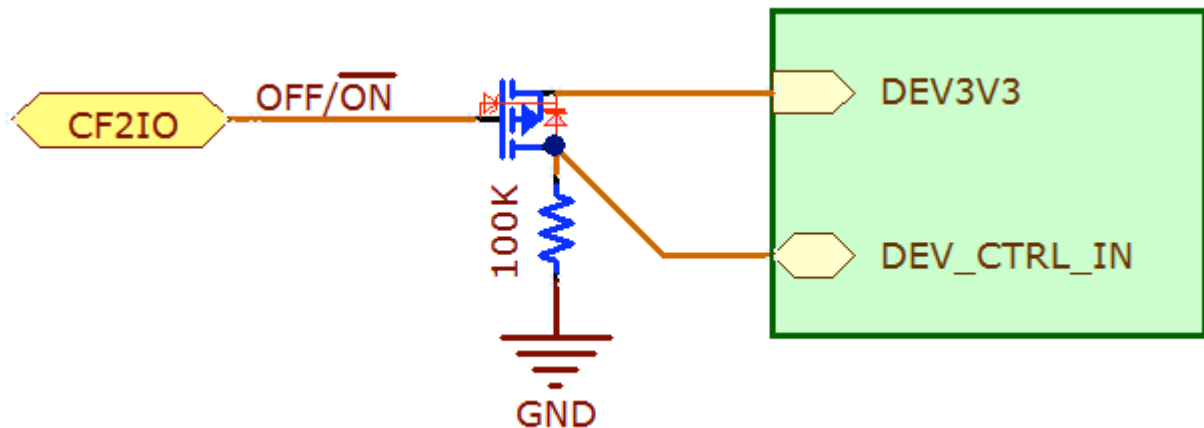 OFF/ON
CF2IO
DEV3V3
100K
DEV_CTRL_IN
GND